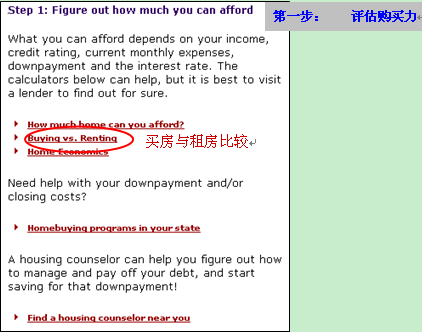 Step 1: Figure out how much you can afford
第一步： 评估购买力
What you can afford depends on your income,
credit rating, current monthly expenses,
downpayment and the interest rate. The
calculators below can help, but it is best to visit
a lender to find out for sure.
How much home can you afford?
Buying vs. Renting
买房与租房比较
Home Economics
Need help with your downpayment and/or
closing costs?
Homebuying programs in your state
A housing counselor can help you figure out how
to manage and pay off your debt, and start
saving for that downpayment!
Find a housing counselor near you